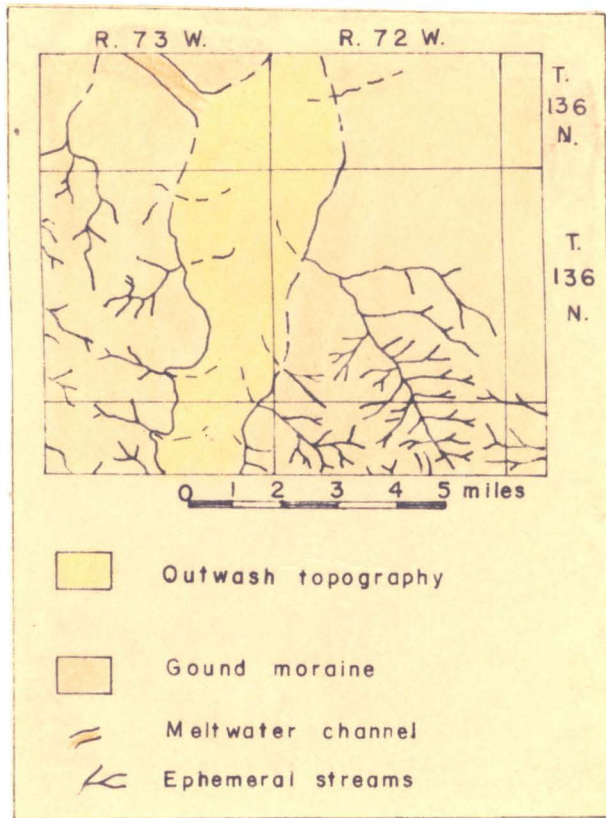 R. 73 W. R. 72 W.
T.
136
N.
T.
136
N.
0 1 2 3 4 5 miles
Outwash topography
Gound moraine
Meltwater channel
Ephemeral streams